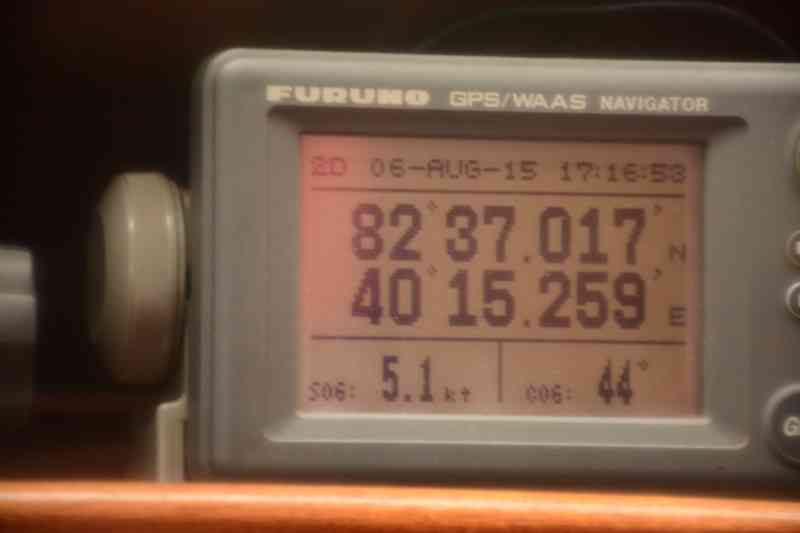 FURUNO GPS/WAAS NAVIGATOR
2D 06-AUG-15 17:16:53
82°37.017' N
40°15.259' E
SOG: 5.1 kt COG: 44°